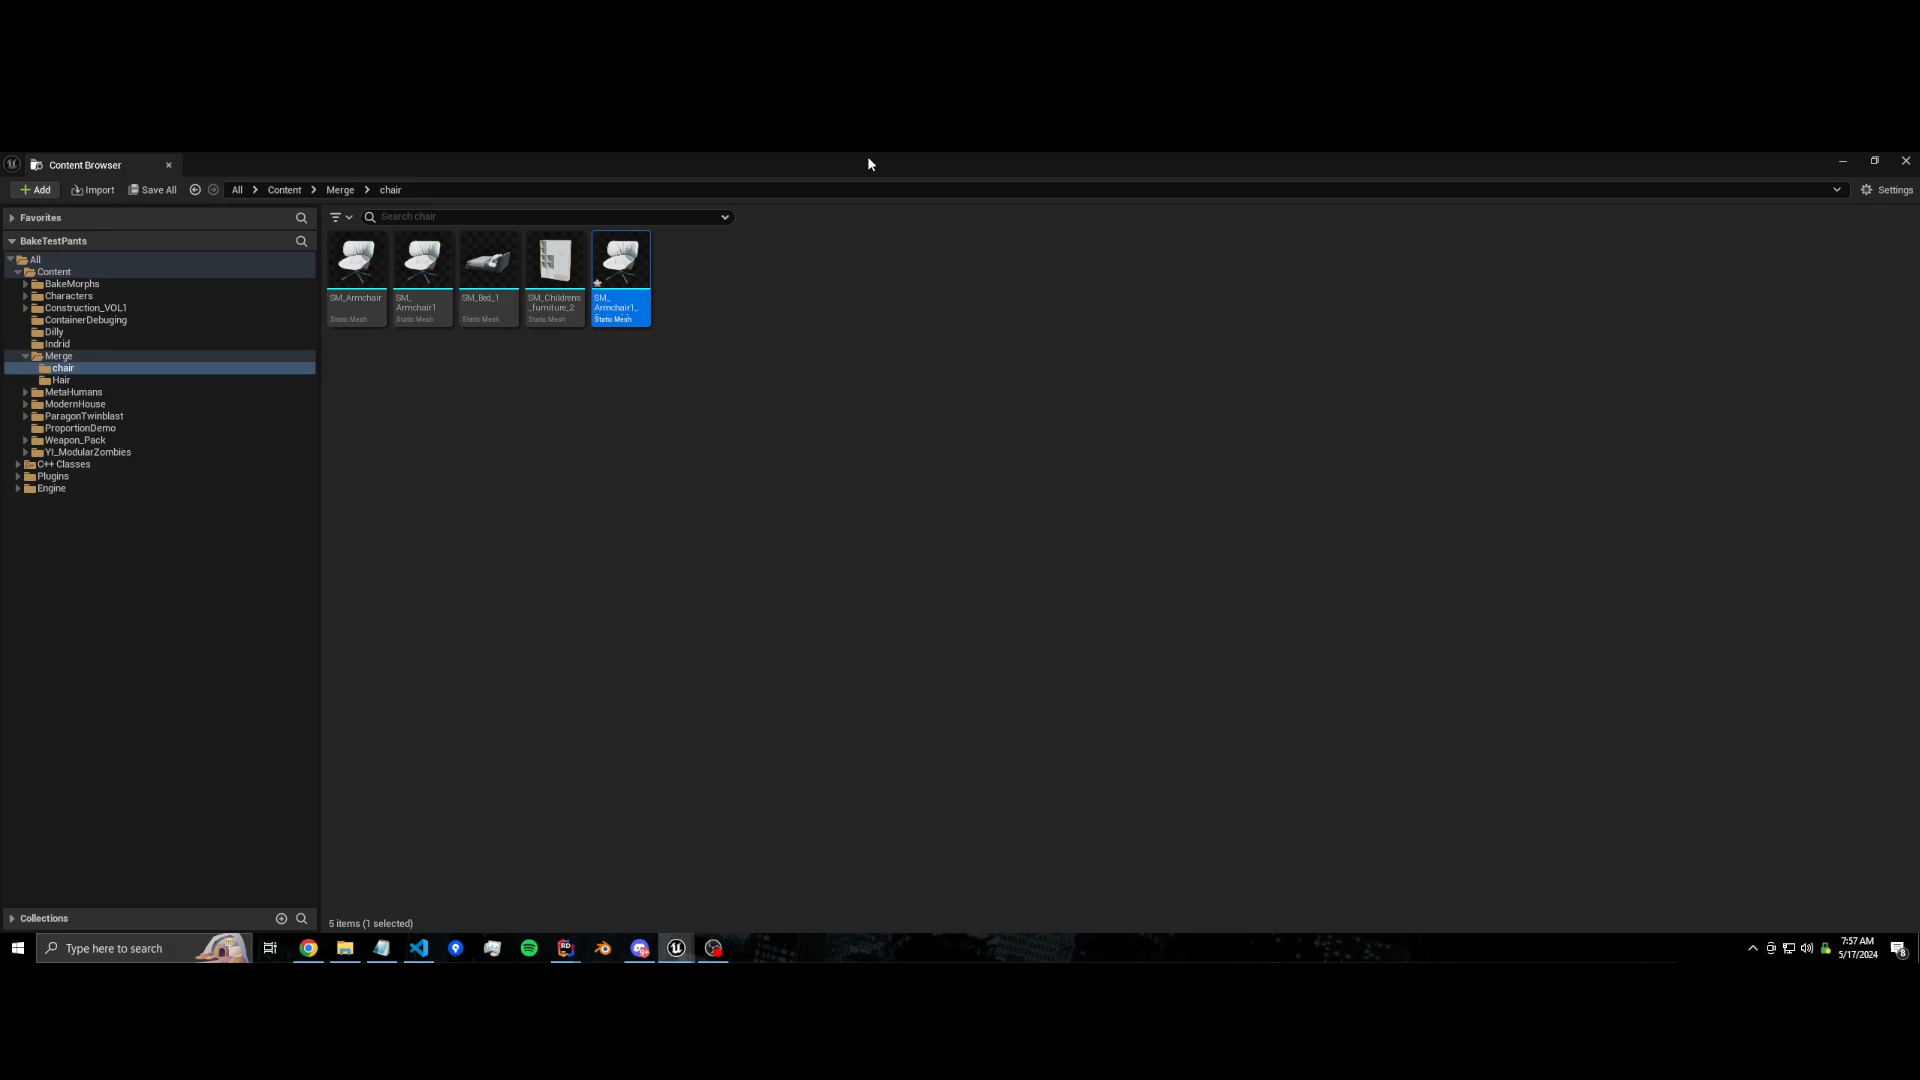 Content Browser
Add
Import
Save All
All
Content
Merge
chair
Settings
Favorites
Search chair
BakeTestPants
All
Content
BakeMorphs
Characters
Construction_VOL1
ContainerDebuging
Dilly
Indrid
Merge
chair
Hair
MetaHumans
ModernHouse
ParagonTwinblast
ProportionDemo
Weapon_Pack
YI_ModularZombies
C++ Classes
Plugins
Engine
SM_Armchair
Static Mesh
SM_
Armchair1
Static Mesh
SM_Bed_1
Static Mesh
SM_Childrens
_furniture_2
Static Mesh
SM_
Armchair1_
Static Mesh
Collections
5 items (1 selected)
Type here to search
RD
7:57 AM
5/17/2024
8